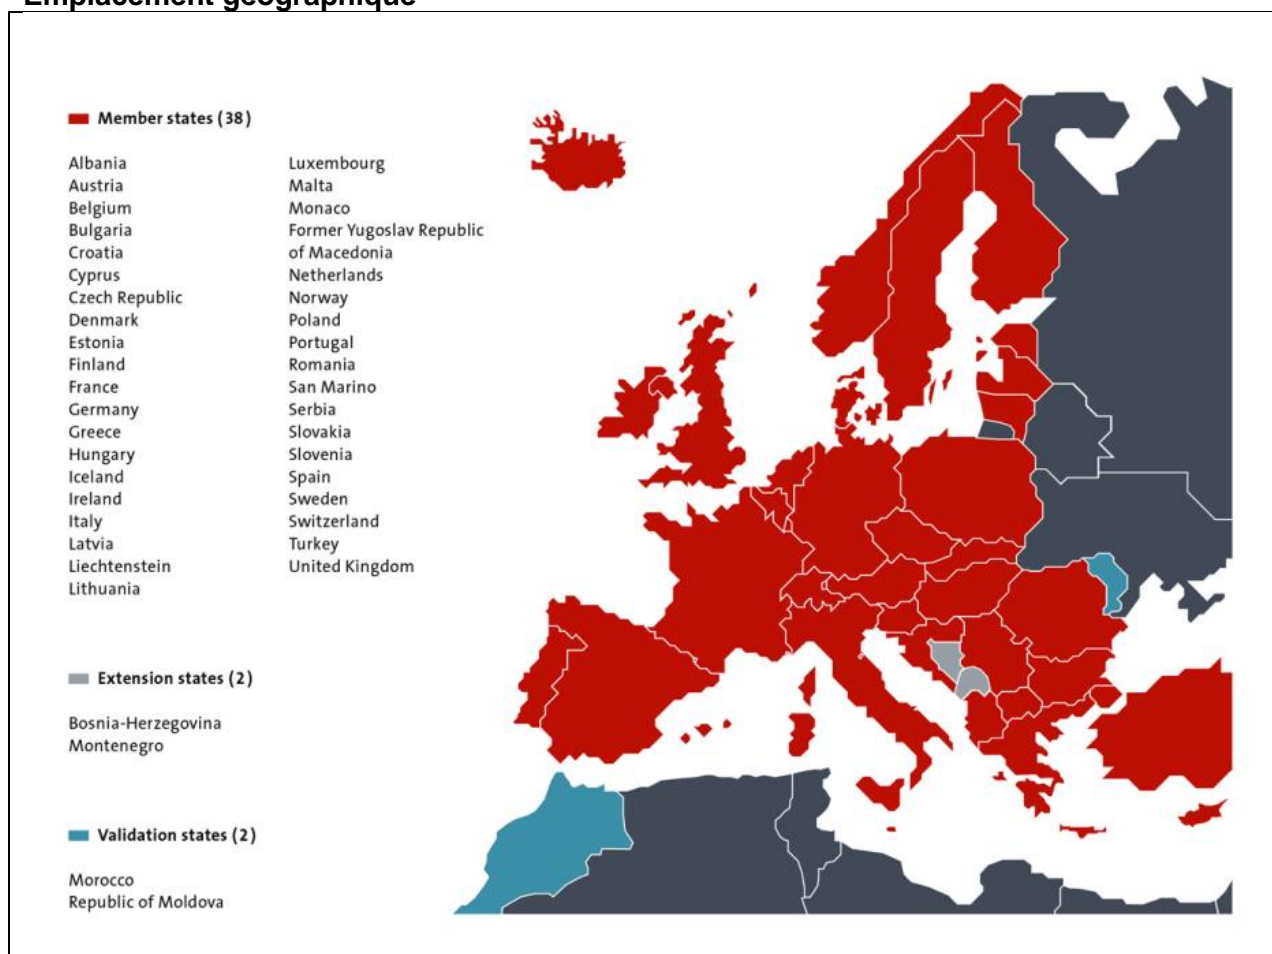 Emplacement géographique
Member states (38)
Albania
Austria
Belgium
Bulgaria
Croatia
Cyprus
Czech Republic
Denmark
Estonia
Finland
France
Germany
Greece
Hungary
Iceland
Ireland
Italy
Latvia
Liechtenstein
Lithuania
Luxembourg
Malta
Monaco
Former Yugoslav Republic
of Macedonia
Netherlands
Norway
Poland
Portugal
Romania
San Marino
Serbia
Slovakia
Slovenia
Spain
Sweden
Switzerland
Turkey
United Kingdom
Extension states (2)
Bosnia-Herzegovina
Montenegro
Validation states (2)
Morocco
Republic of Moldova